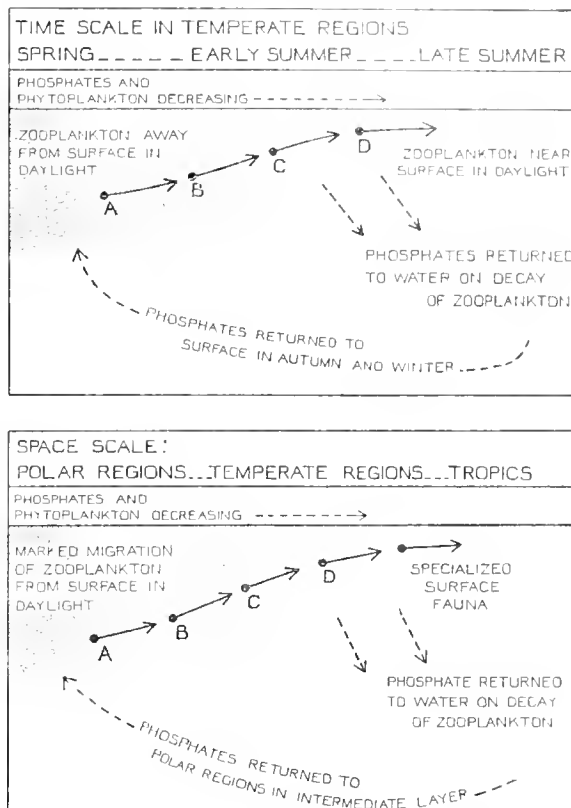 TIME SCALE IN TEMPERATE REGIONS
SPRING_____ EARLY SUMMER_____LATE SUMMER
PHOSPHATES AND
PHYTOPLANKTON DECREASING
ZOOPLANKTON AWAY
FROM SURFACE IN
DAYLIGHT
A
B
C
D
ZOOPLANKTON NEAR
SURFACE IN DAYLIGHT
PHOSPHATES RETURNED
TO WATER ON DECAY
OF ZOOPLANKTON
PHOSPHATES RETURNED TO
SURFACE IN AUTUMN AND WINTER
SPACE SCALE:
POLAR REGIONS...TEMPERATE REGIONS...TROPICS
PHOSPHATES AND
PHYTOPLANKTON DECREASING
MARKED MIGRATION
OF ZOOPLANKTON
FROM SURFACE IN
DAYLIGHT
A
B
C
D
SPECIALIZED
SURFACE
FAUNA
PHOSPHATE RETURNED
TO WATER ON DECAY
OF ZOOPLANKTON
PHOSPHATES RETURNED TO
POLAR REGIONS IN INTERMEDIATE LAYER